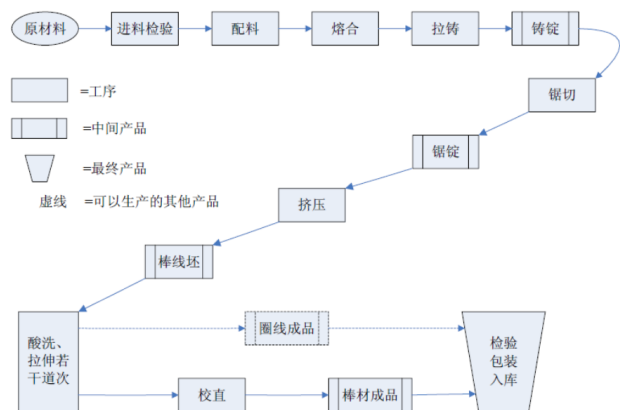 原材料
进料检验
配料
熔合
拉铸
铸锭
=工序
锯切
=中间产品
锯锭
=最终产品
虚线 =可以生产的其他产品
挤压
棒线坯
圈线成品
酸洗、
拉伸若
干道次
检验
包装
入库
校直
棒材成品